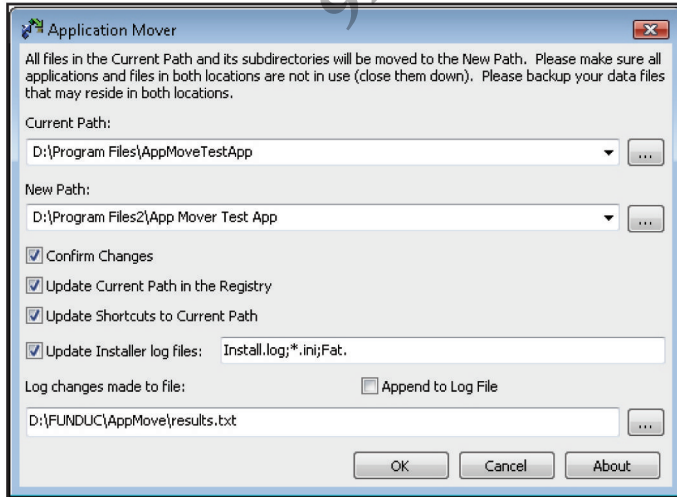 Application Mover
All files in the Current Path and its subdirectories will be moved to the New Path. Please make sure all
applications and files in both locations are not in use (close them down). Please backup your data files
that may reside in both locations.
Current Path:
D:\Program Files\AppMoveTestApp
...
New Path:
D:\Program Files2\App Mover Test App
...
Confirm Changes
Update Current Path in the Registry
Update Shortcuts to Current Path
Update Installer log files: Install.log;*.ini;Fat.
Log changes made to file: Append to Log File
D:\FUNDUC\AppMove\results.txt
...
OK Cancel About